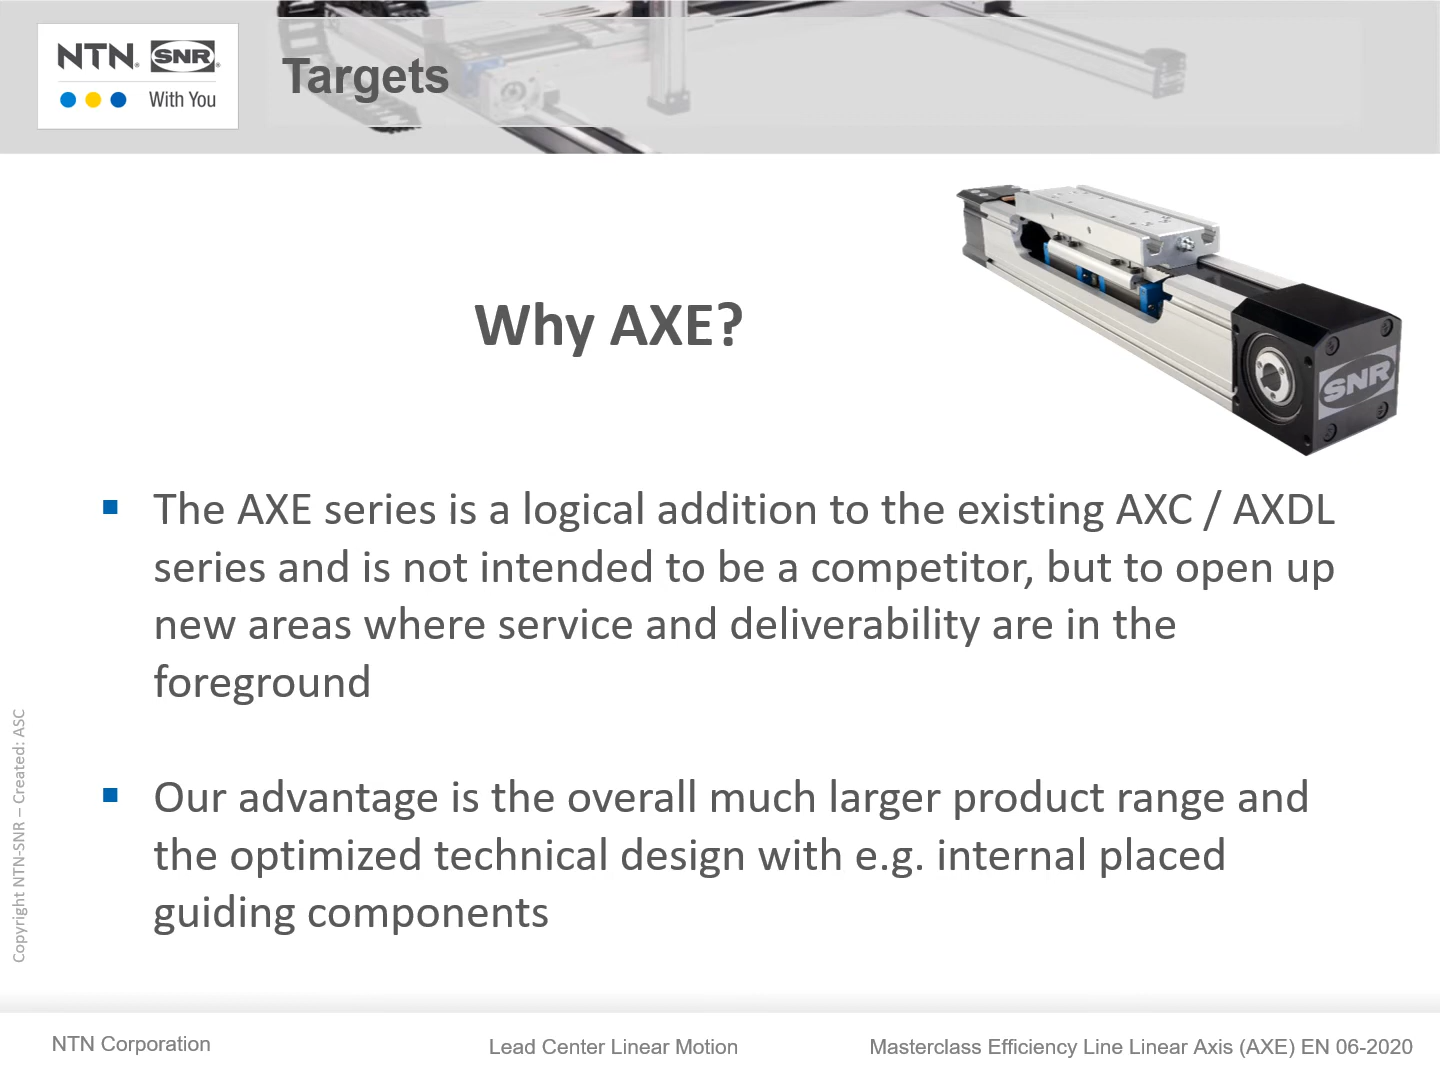 NTN. SNR.
With You
Targets
Why AXE?
SNR
▪ The AXE series is a logical addition to the existing AXC / AXDL
series and is not intended to be a competitor, but to open up
new areas where service and deliverability are in the
foreground
▪ Our advantage is the overall much larger product range and
the optimized technical design with e.g. internal placed
guiding components
Copyright NTN-SNR – Created: ASC
NTN Corporation
Lead Center Linear Motion
Masterclass Efficiency Line Linear Axis (AXE) EN 06-2020